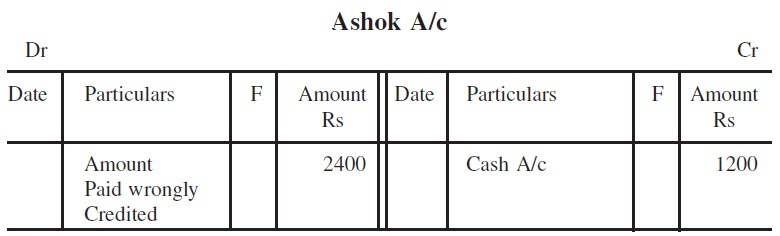 Ashok A/c
Dr Cr
Date Particulars F Amount Rs Date Particulars F Amount Rs
Amount Paid wrongly Credited 2400 Cash A/c 1200